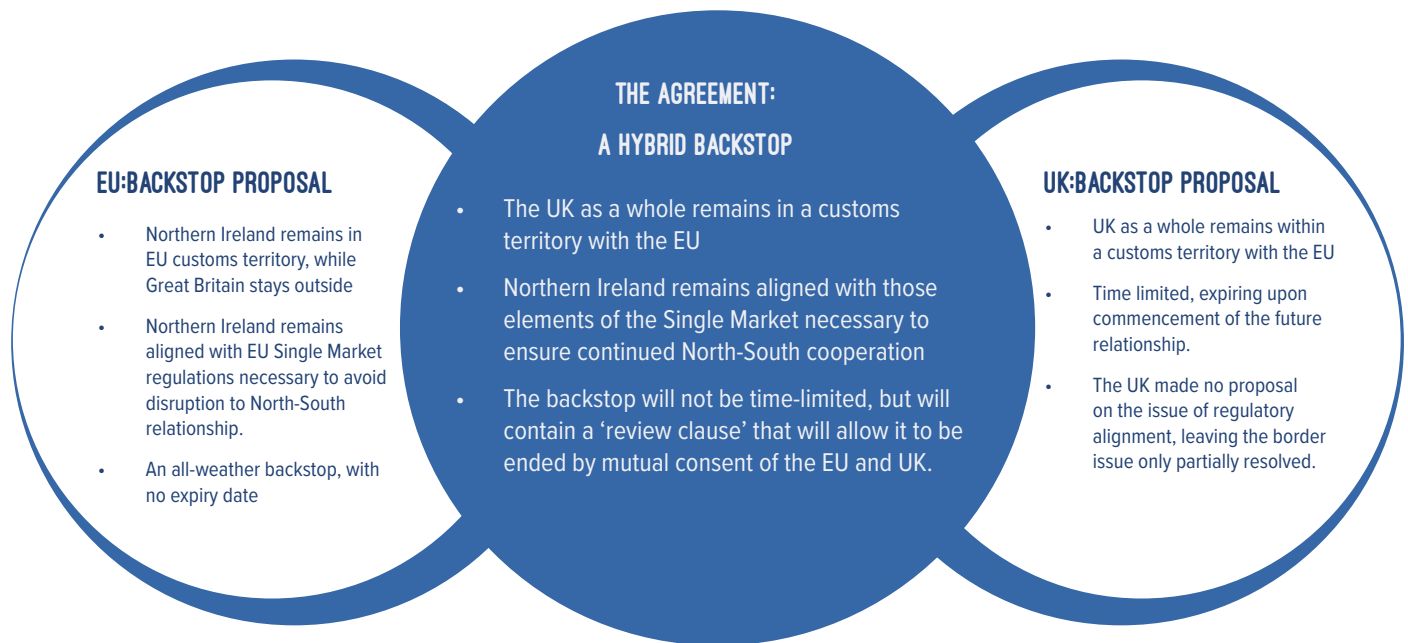 EU:BACKSTOP PROPOSAL
• Northern Ireland remains in
EU customs territory, while
Great Britain stays outside
• Northern Ireland remains
aligned with EU Single Market
regulations necessary to avoid
disruption to North-South
relationship.
• An all-weather backstop, with
no expiry date
THE AGREEMENT:
A HYBRID BACKSTOP
• The UK as a whole remains in a customs
territory with the EU
• Northern Ireland remains aligned with those
elements of the Single Market necessary to
ensure continued North-South cooperation
• The backstop will not be time-limited, but will
contain a ‘review clause’ that will allow it to be
ended by mutual consent of the EU and UK.
UK:BACKSTOP PROPOSAL
• UK as a whole remains within
a customs territory with the EU
• Time limited, expiring upon
commencement of the future
relationship.
• The UK made no proposal
on the issue of regulatory
alignment, leaving the border
issue only partially resolved.